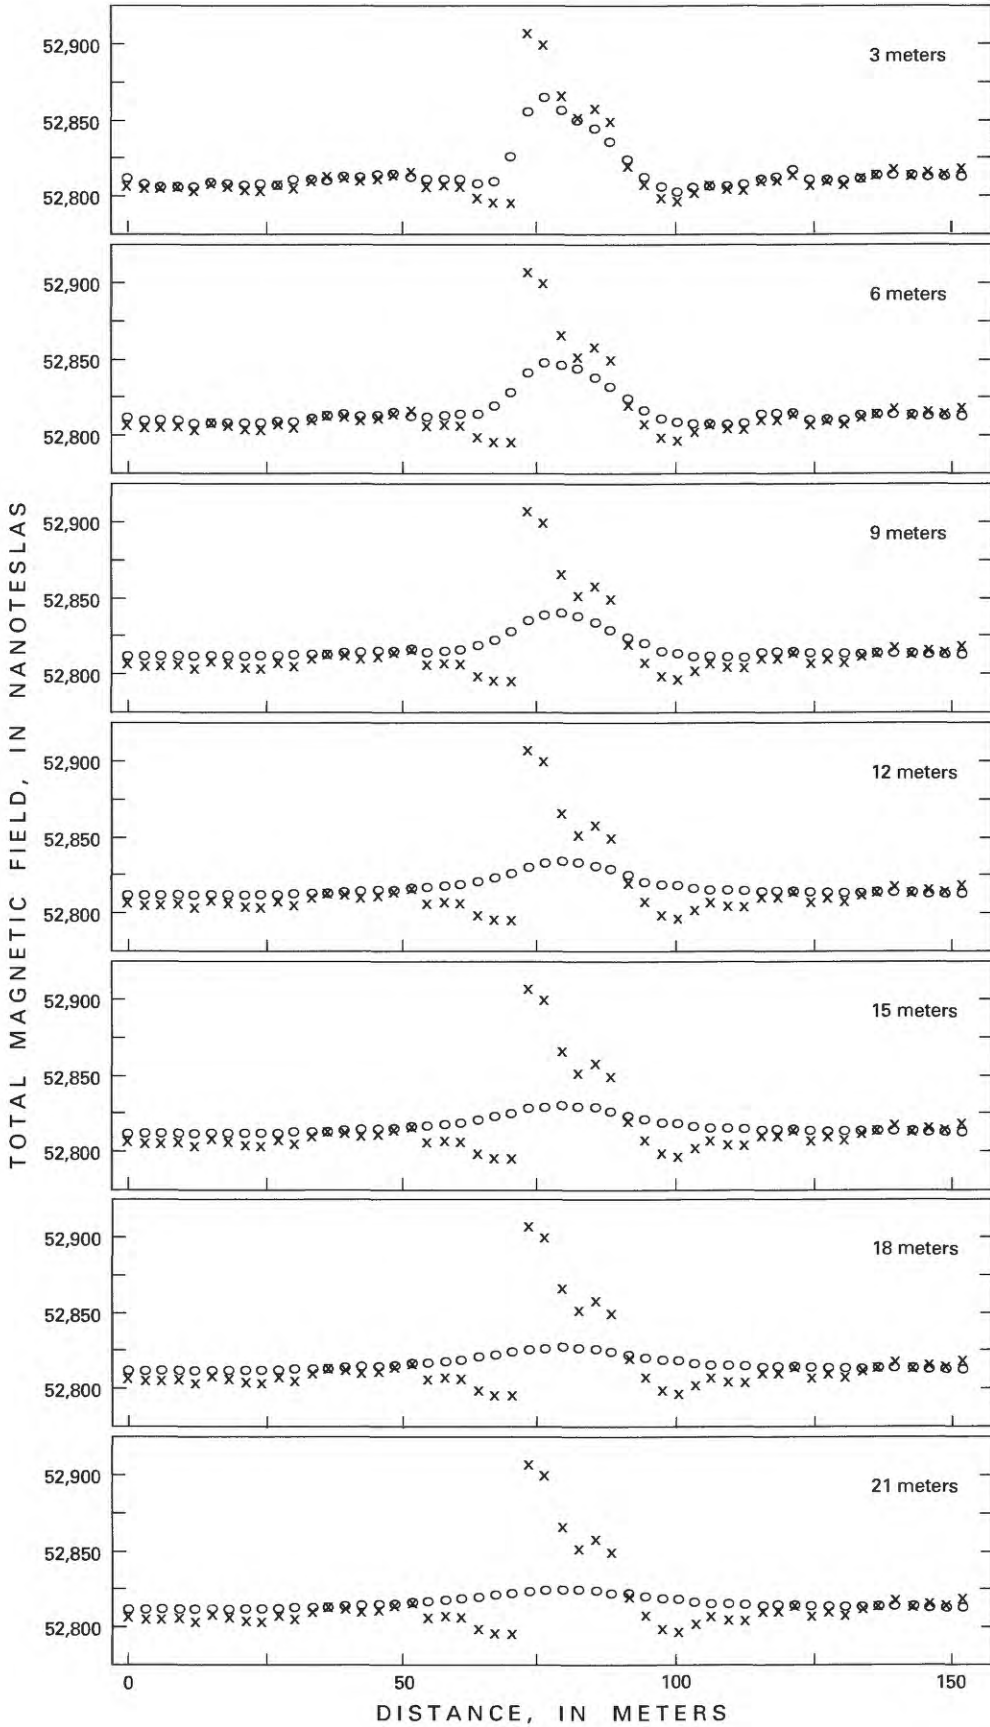 52,900
52,850
52,800
3 meters
52,900
52,850
52,800
6 meters
52,900
52,850
52,800
9 meters
52,900
52,850
52,800
12 meters
52,900
52,850
52,800
15 meters
52,900
52,850
52,800
18 meters
52,900
52,850
52,800
21 meters
0 50 100 150
DISTANCE, IN METERS
TOTAL MAGNETIC FIELD, IN NANOTESLAS